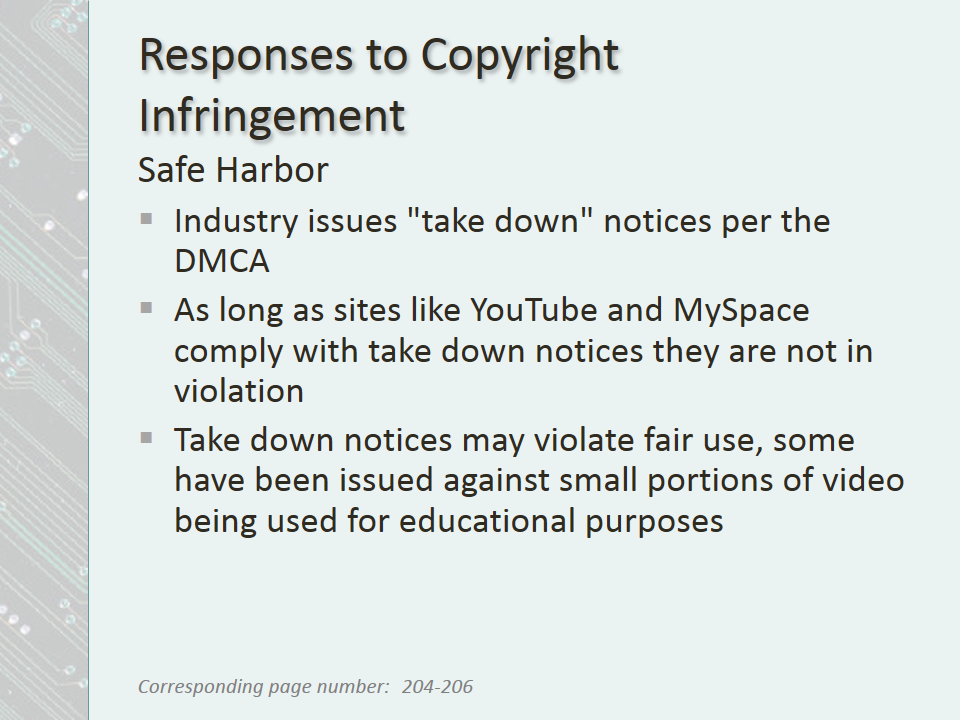 Responses to Copyright
Infringement
Safe Harbor
▪ Industry issues "take down" notices per the
DMCA
▪ As long as sites like YouTube and MySpace
comply with take down notices they are not in
violation
▪ Take down notices may violate fair use, some
have been issued against small portions of video
being used for educational purposes
Corresponding page number: 204-206